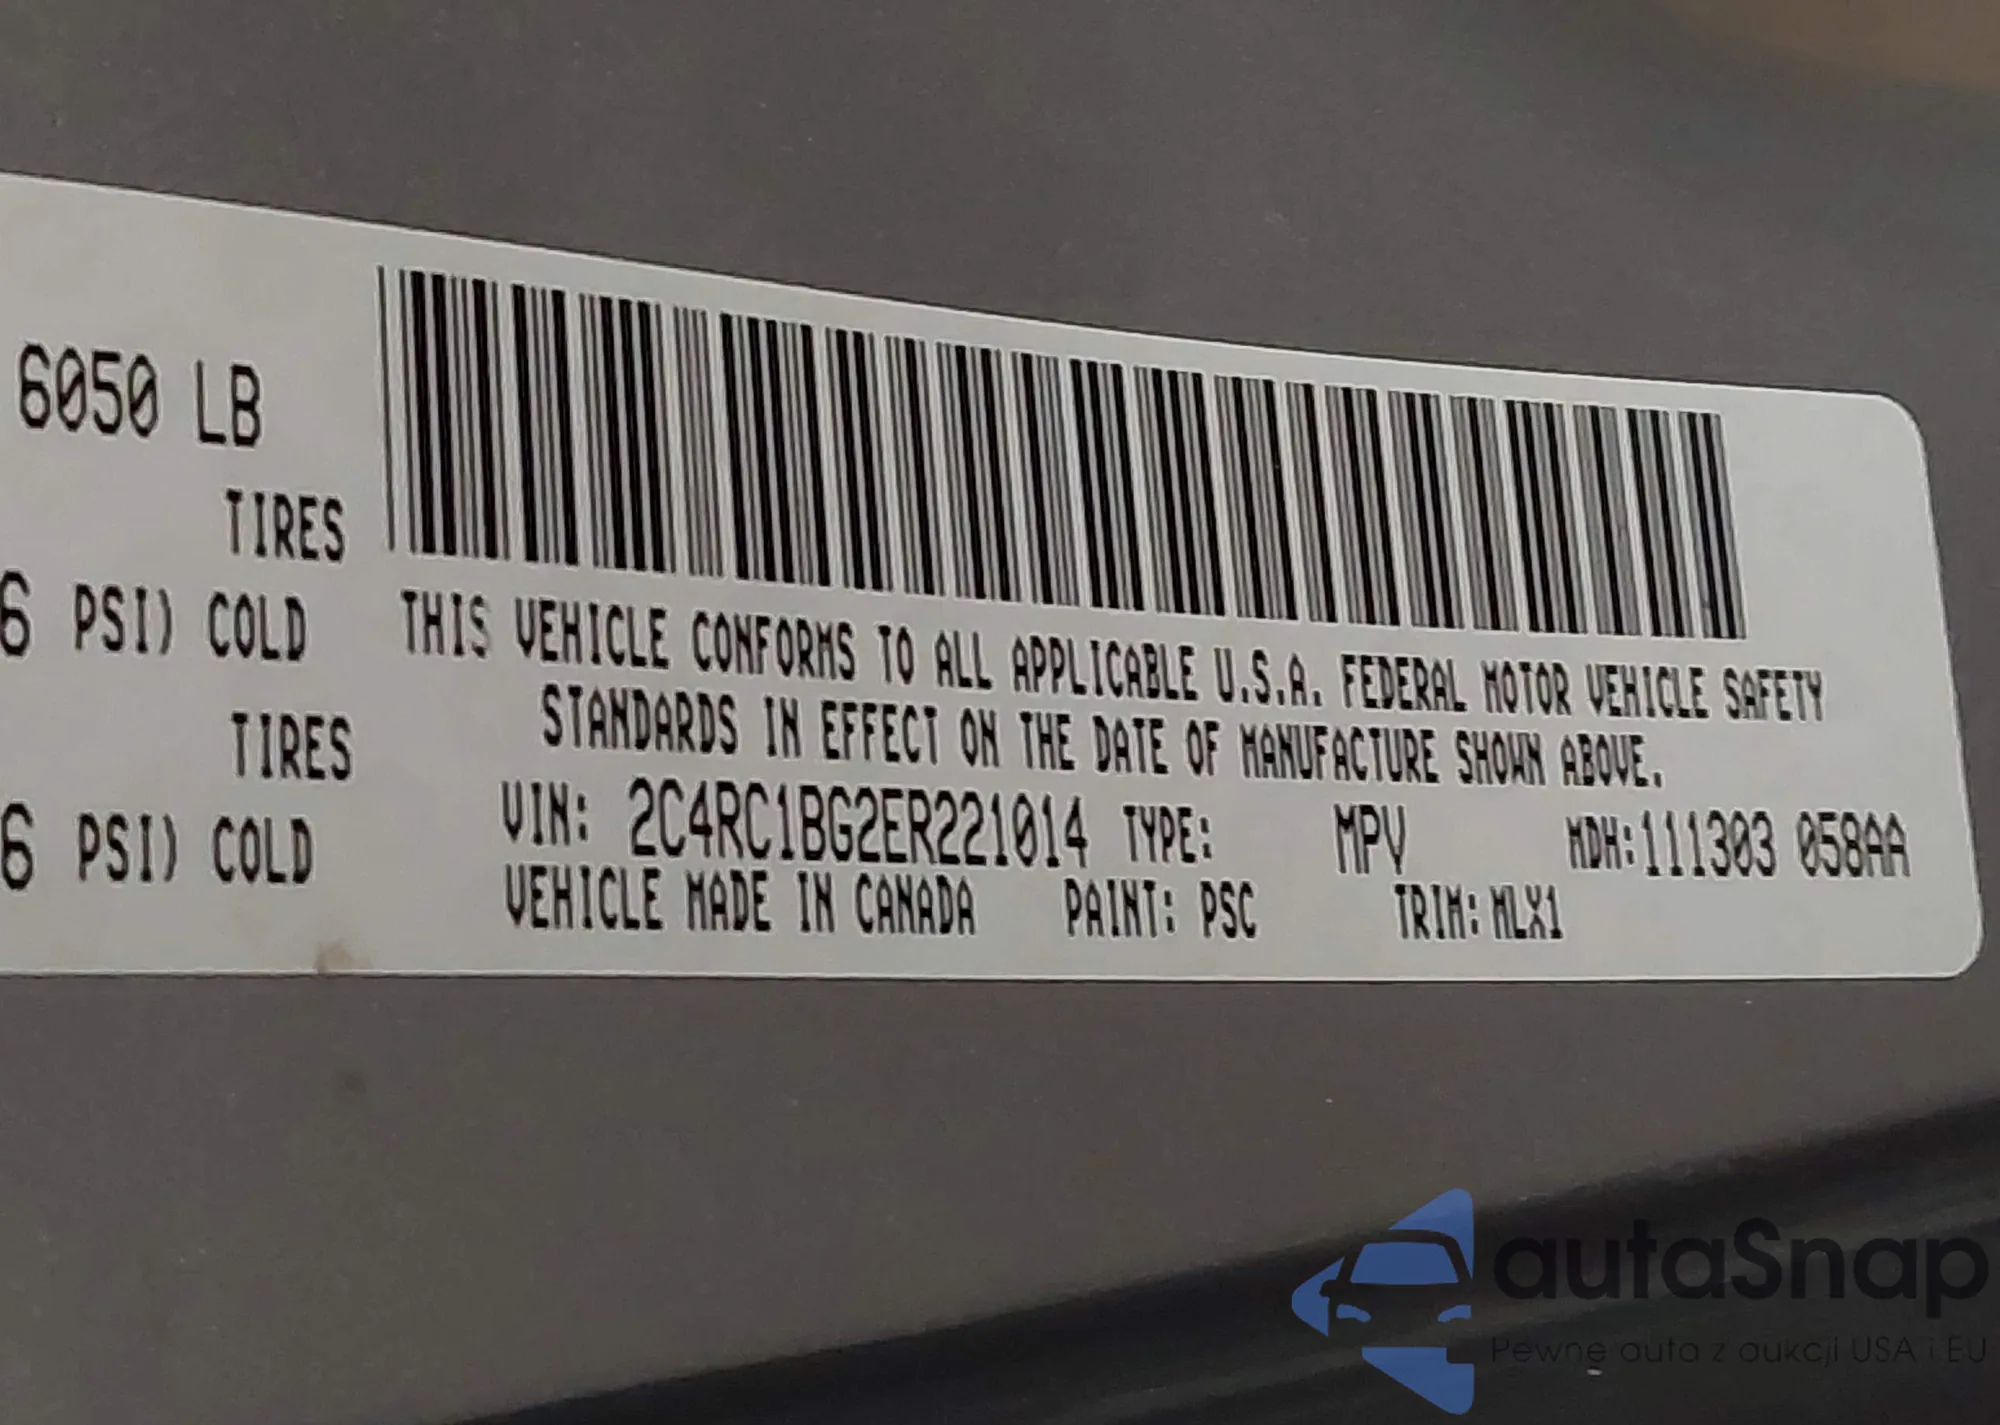 6050 LB
TIRES
6 PSI) COLD
TIRES
6 PSI) COLD
THIS VEHICLE CONFORMS TO ALL APPLICABLE U.S.A. FEDERAL MOTOR VEHICLE SAFETY
STANDARDS IN EFFECT ON THE DATE OF MANUFACTURE SHOWN ABOVE.
VIN: 2C4RC1BG2ER221014 TYPE: MPV MDH:111303 058AA
VEHICLE MADE IN CANADA PAINT: PSC TRIM: MLX1
autaSnap
Pewne auta z aukcji USA i EU